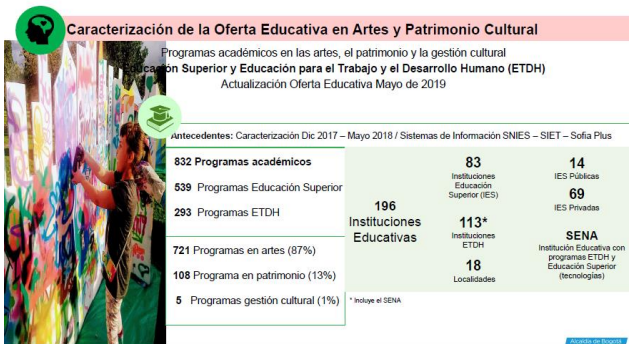 Caracterización de la Oferta Educativa en Artes y Patrimonio Cultural
Programas académicos en las artes, el patrimonio y la gestión cultural
Educación Superior y Educación para el Trabajo y el Desarrollo Humano (ETDH)
Actualización Oferta Educativa Mayo de 2019
Antecedentes: Caracterización Dic 2017 – Mayo 2018 / Sistemas de Información SNIES – SIET – Sofia Plus
832 Programas académicos
539 Programas Educación Superior
293 Programas ETDH
721 Programas en artes (87%)
108 Programa en patrimonio (13%)
5 Programas gestión cultural (1%)
196
Instituciones
Educativas
* Incluye el SENA
83
Instituciones
Educación
Superior (IES)
113*
Instituciones
ETDH
18
Localidades
14
IES Públicas
69
IES Privadas
SENA
Institución Educativa con
programas ETDH y
Educación Superior
(tecnologías)
Alcaldía de Bogotá